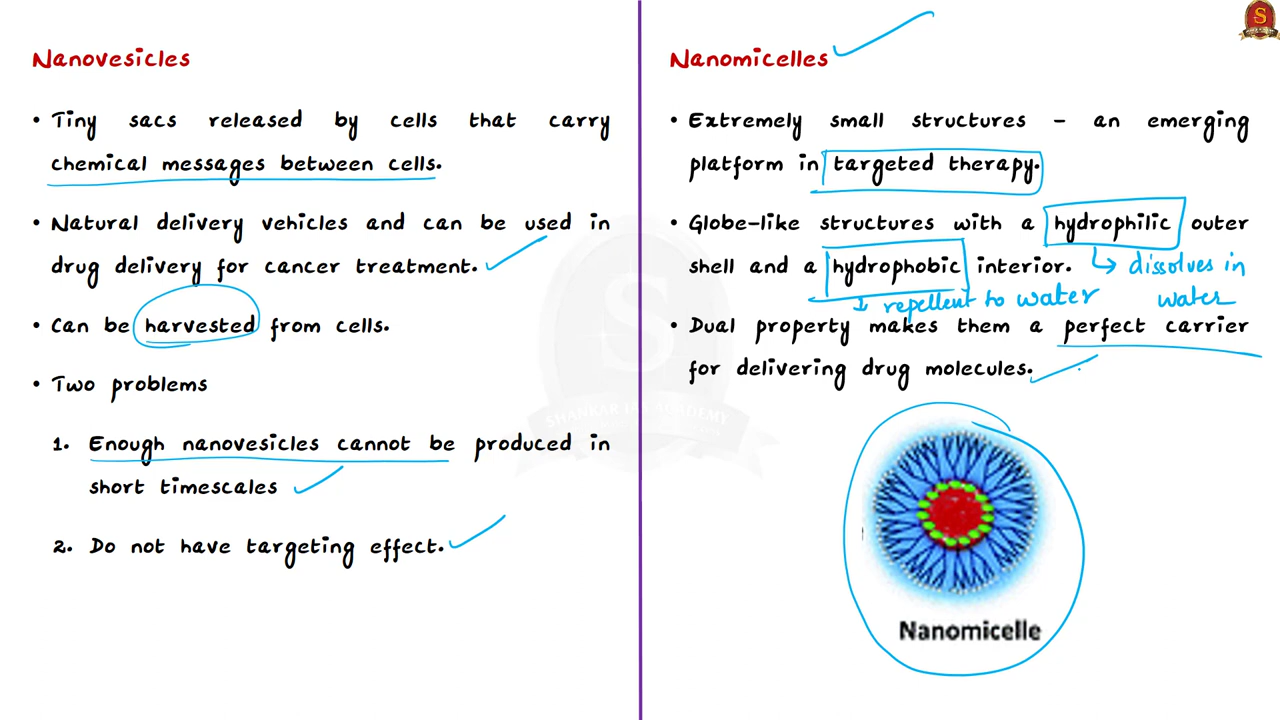 Nanovesicles
• Tiny sacs released by cells that carry
chemical messages between cells.
• Natural delivery vehicles and can be used in
drug delivery for cancer treatment.
• Can be harvested from cells.
• Two problems
1. Enough nanovesicles cannot be produced in
short timescales
2. Do not have targeting effect.
Nanomicelles
• Extremely small structures - an emerging
platform in targeted therapy.
• Globe-like structures with a hydrophilic outer
shell and a hydrophobic interior.
↳ dissolves in
water
↓ repellent to water
• Dual property makes them a perfect carrier
for delivering drug molecules.
Nanomicelle
S
SHANKAR IAS ACADEMY